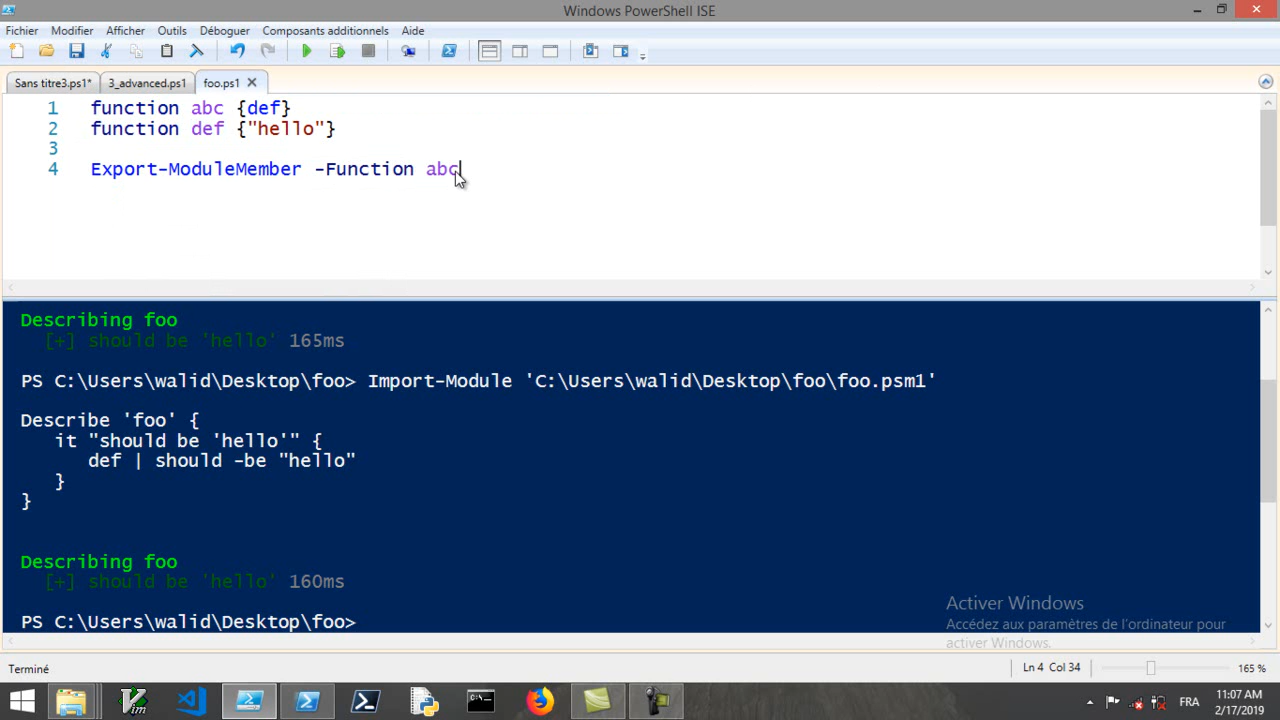 Windows PowerShell ISE
Fichier Modifier Afficher Outils Déboguer Composants additionnels Aide
Sans titre3.ps1* 3_advanced.ps1 foo.ps1
1 function abc {def}
2 function def {"hello"}
3
4 Export-ModuleMember -Function abc
Describing foo
[+] should be 'hello' 165ms
PS C:\Users\walid\Desktop\foo> Import-Module 'C:\Users\walid\Desktop\foo\foo.psm1'
Describe 'foo' {
it "should be 'hello'" {
def | should -be "hello"
}
}
Describing foo
[+] should be 'hello' 160ms
PS C:\Users\walid\Desktop\foo>
Activer Windows
Accédez aux paramètres de l'ordinateur pour
activer Windows.
Terminé Ln 4 Col 34 165 %
FRA 11:07 AM
2/17/2019